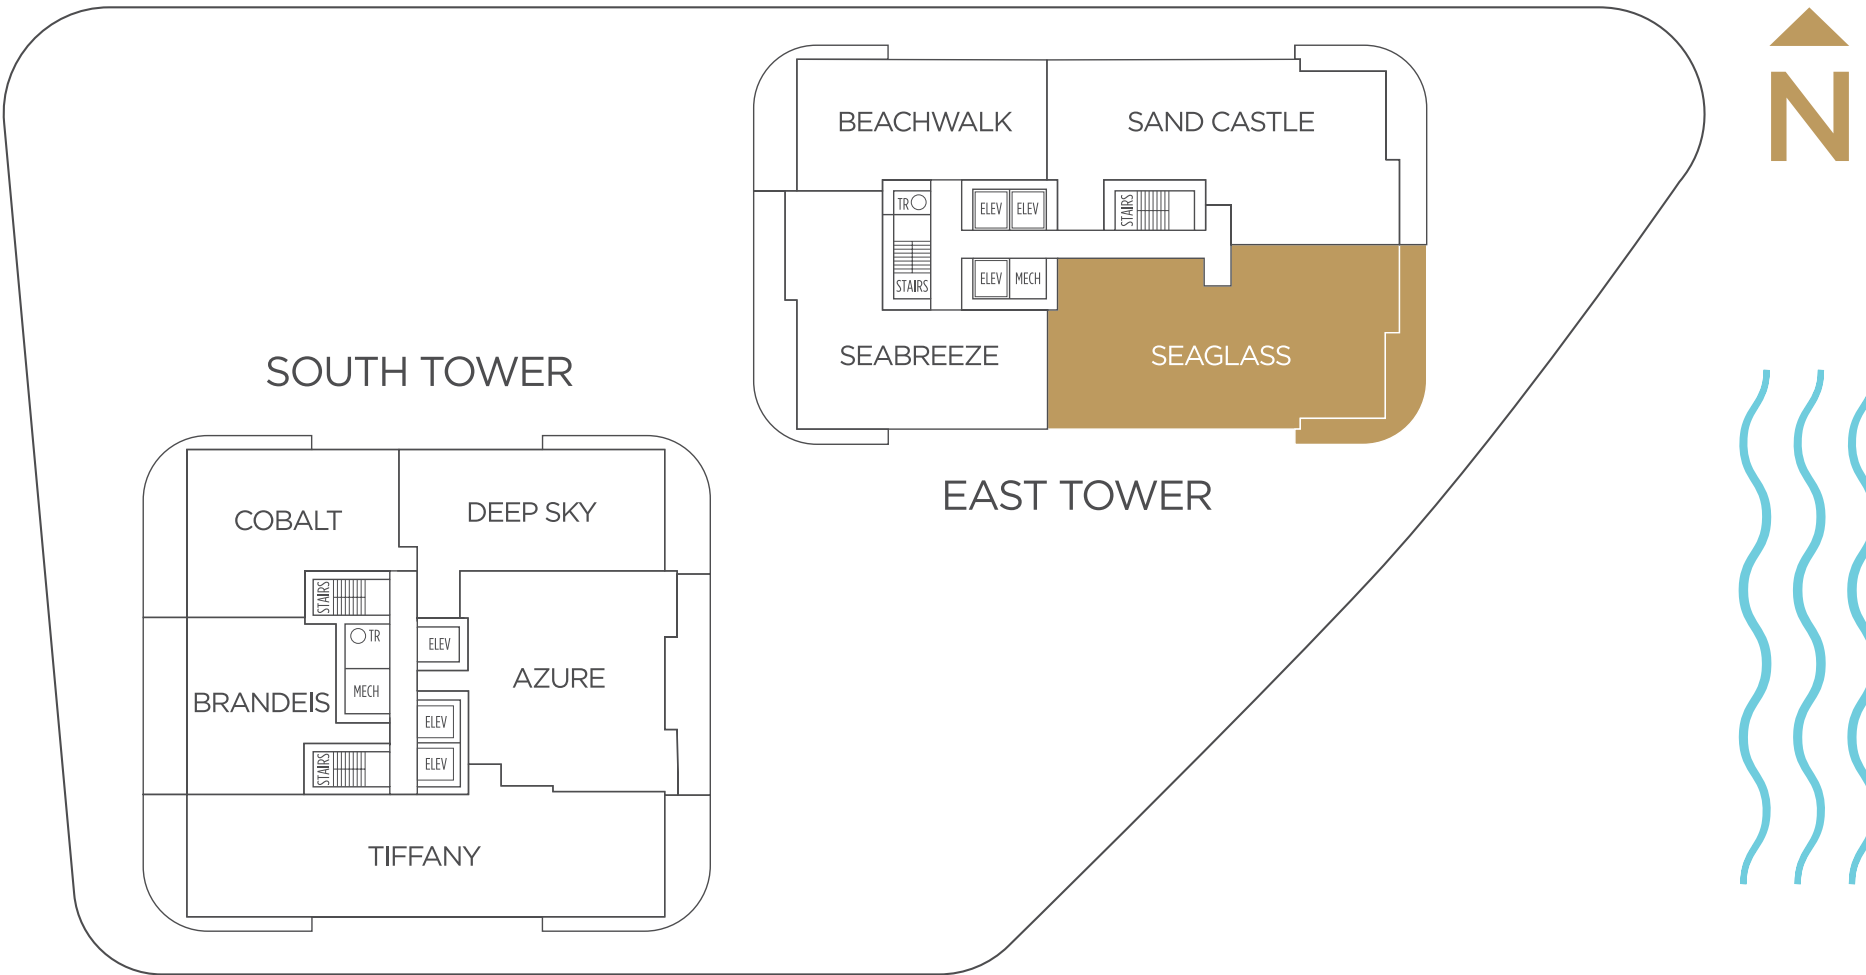 N
BEACHWALK
SAND CASTLE
TR
ELEV
ELEV
STAIRS
STAIRS
ELEV
MECH
SEABREEZE
SEAGLASS
EAST TOWER
SOUTH TOWER
COBALT
DEEP SKY
STAIRS
TR
ELEV
MECH
BRANDEIS
AZURE
ELEV
STAIRS
ELEV
TIFFANY